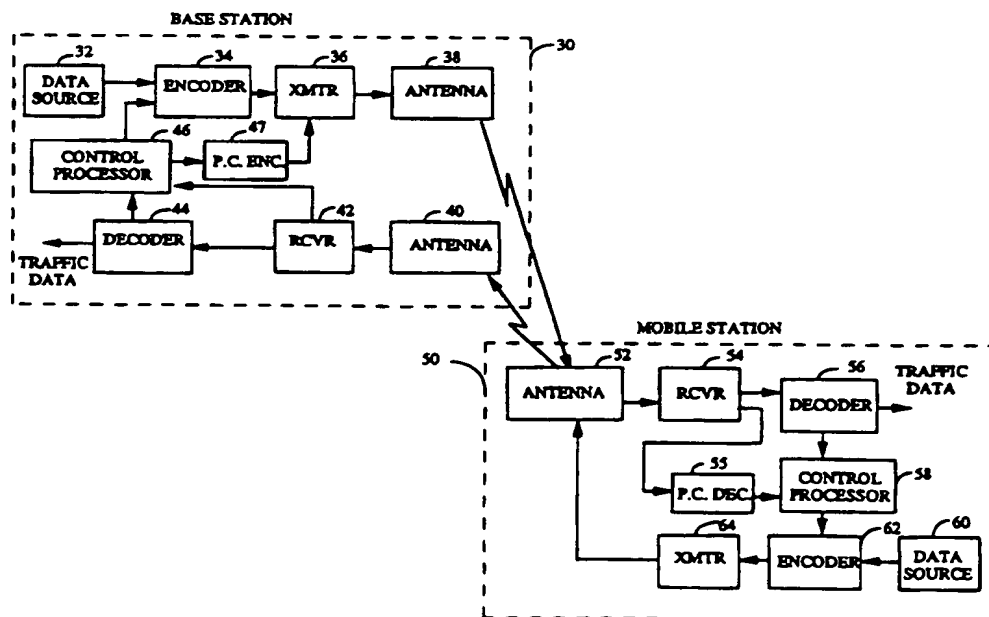 BASE STATION
30
32
34
36
38
DATA
SOURCE
ENCODER
XMTR
ANTENNA
46
47
CONTROL
PROCESSOR
P.C. ENC.
44
42
40
DECODER
RCVR
ANTENNA
TRAFFIC
DATA
MOBILE STATION
50
52
54
56
TRAFFIC
DATA
ANTENNA
RCVR
DECODER
55
58
P.C. DEC
CONTROL
PROCESSOR
64
62
60
XMTR
ENCODER
DATA
SOURCE